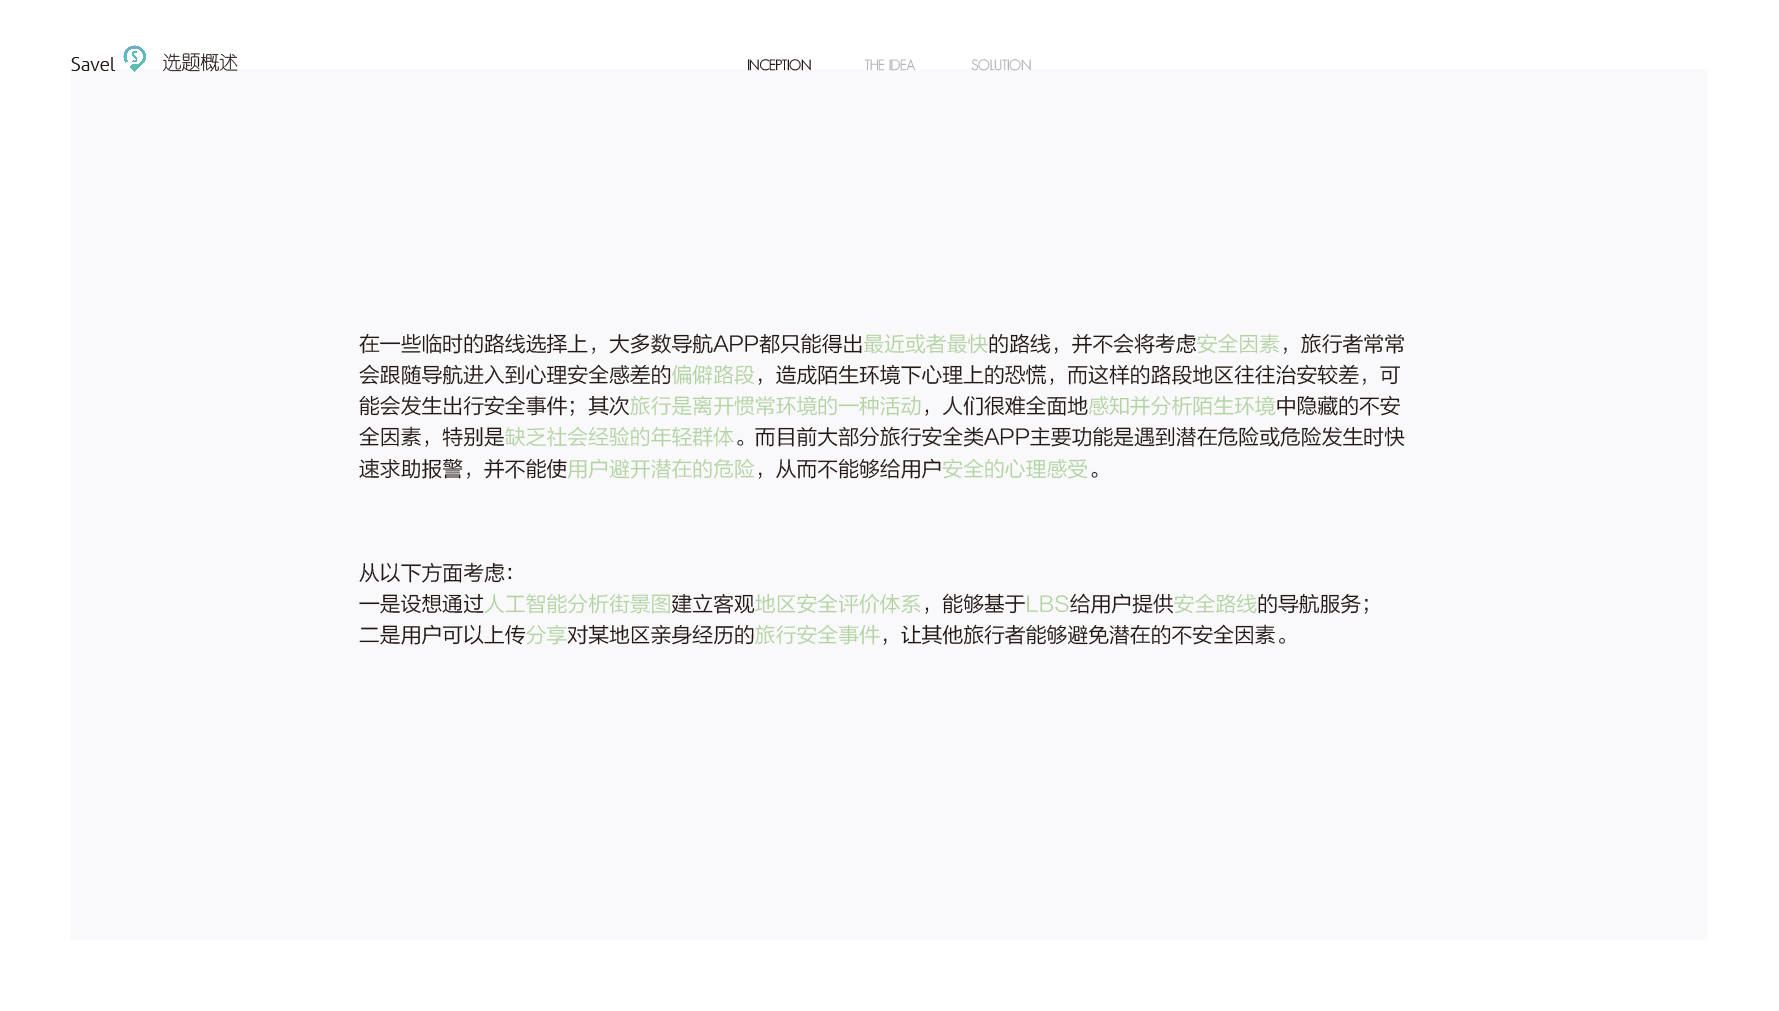 Savel S 选题概述 INCEPTION THE IDEA SOLUTION
在一些临时的路线选择上，大多数导航APP都只能得出最近或者最快的路线，并不会将考虑安全因素，旅行者常常
会跟随导航进入到心理安全感差的偏僻路段，造成陌生环境下心理上的恐慌，而这样的路段地区往往治安较差，可
能会发生出行安全事件；其次旅行是离开惯常环境的一种活动，人们很难全面地感知并分析陌生环境中隐藏的不安
全因素，特别是缺乏社会经验的年轻群体。而目前大部分旅行安全类APP主要功能是遇到潜在危险或危险发生时快
速求助报警，并不能使用户避开潜在的危险，从而不能够给用户安全的心理感受。
从以下方面考虑：
一是设想通过人工智能分析街景图建立客观地区安全评价体系，能够基于LBS给用户提供安全路线的导航服务；
二是用户可以上传分享对某地区亲身经历的旅行安全事件，让其他旅行者能够避免潜在的不安全因素。